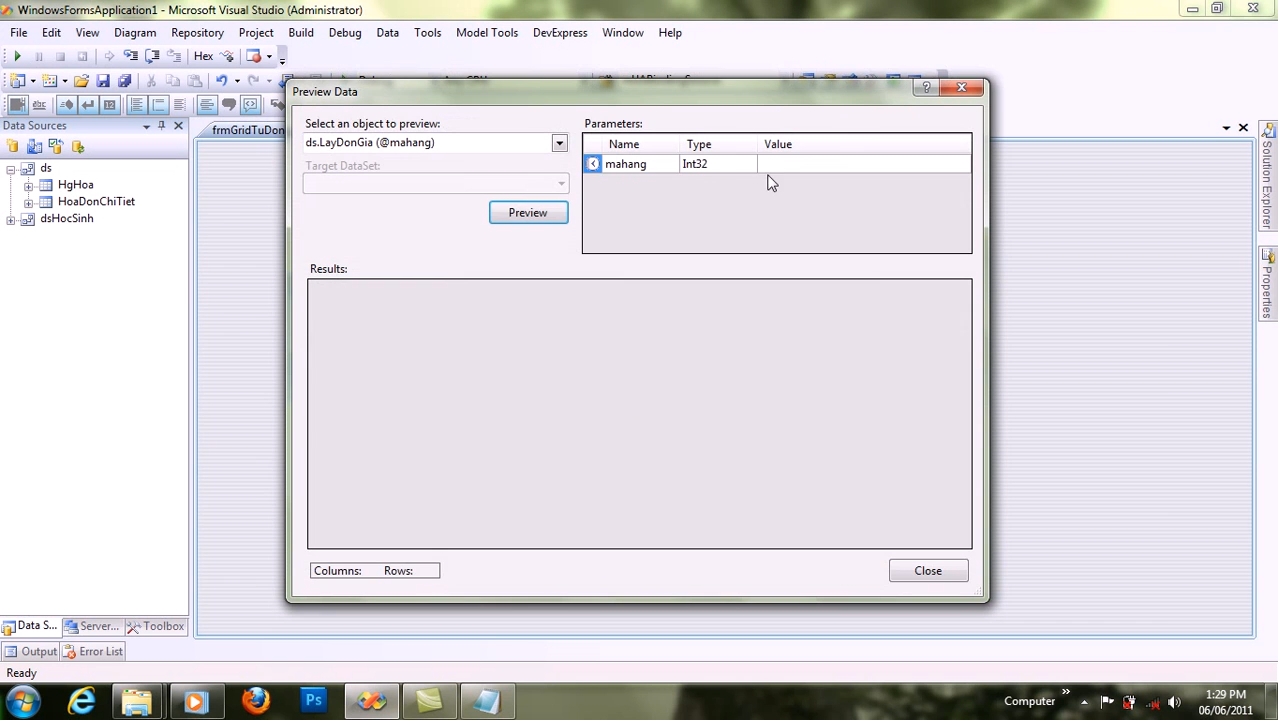 WindowsFormsApplication1 - Microsoft Visual Studio (Administrator)
File Edit View Diagram Repository Project Build Debug Data Tools Model Tools DevExpress Window Help
Hex
abc
Data Sources
frmGridTuDon
ds
HgHoa
HoaDonChiTiet
dsHocSinh
Preview Data
Select an object to preview:
ds.LayDonGia (@mahang)
Target DataSet:
Preview
Parameters:
Name Type Value
mahang Int32
Results:
Columns: Rows:
Close
Solution Explorer
Properties
Data S... Server... Toolbox
Output Error List
Ready
Ps
Computer
1:29 PM
06/06/2011